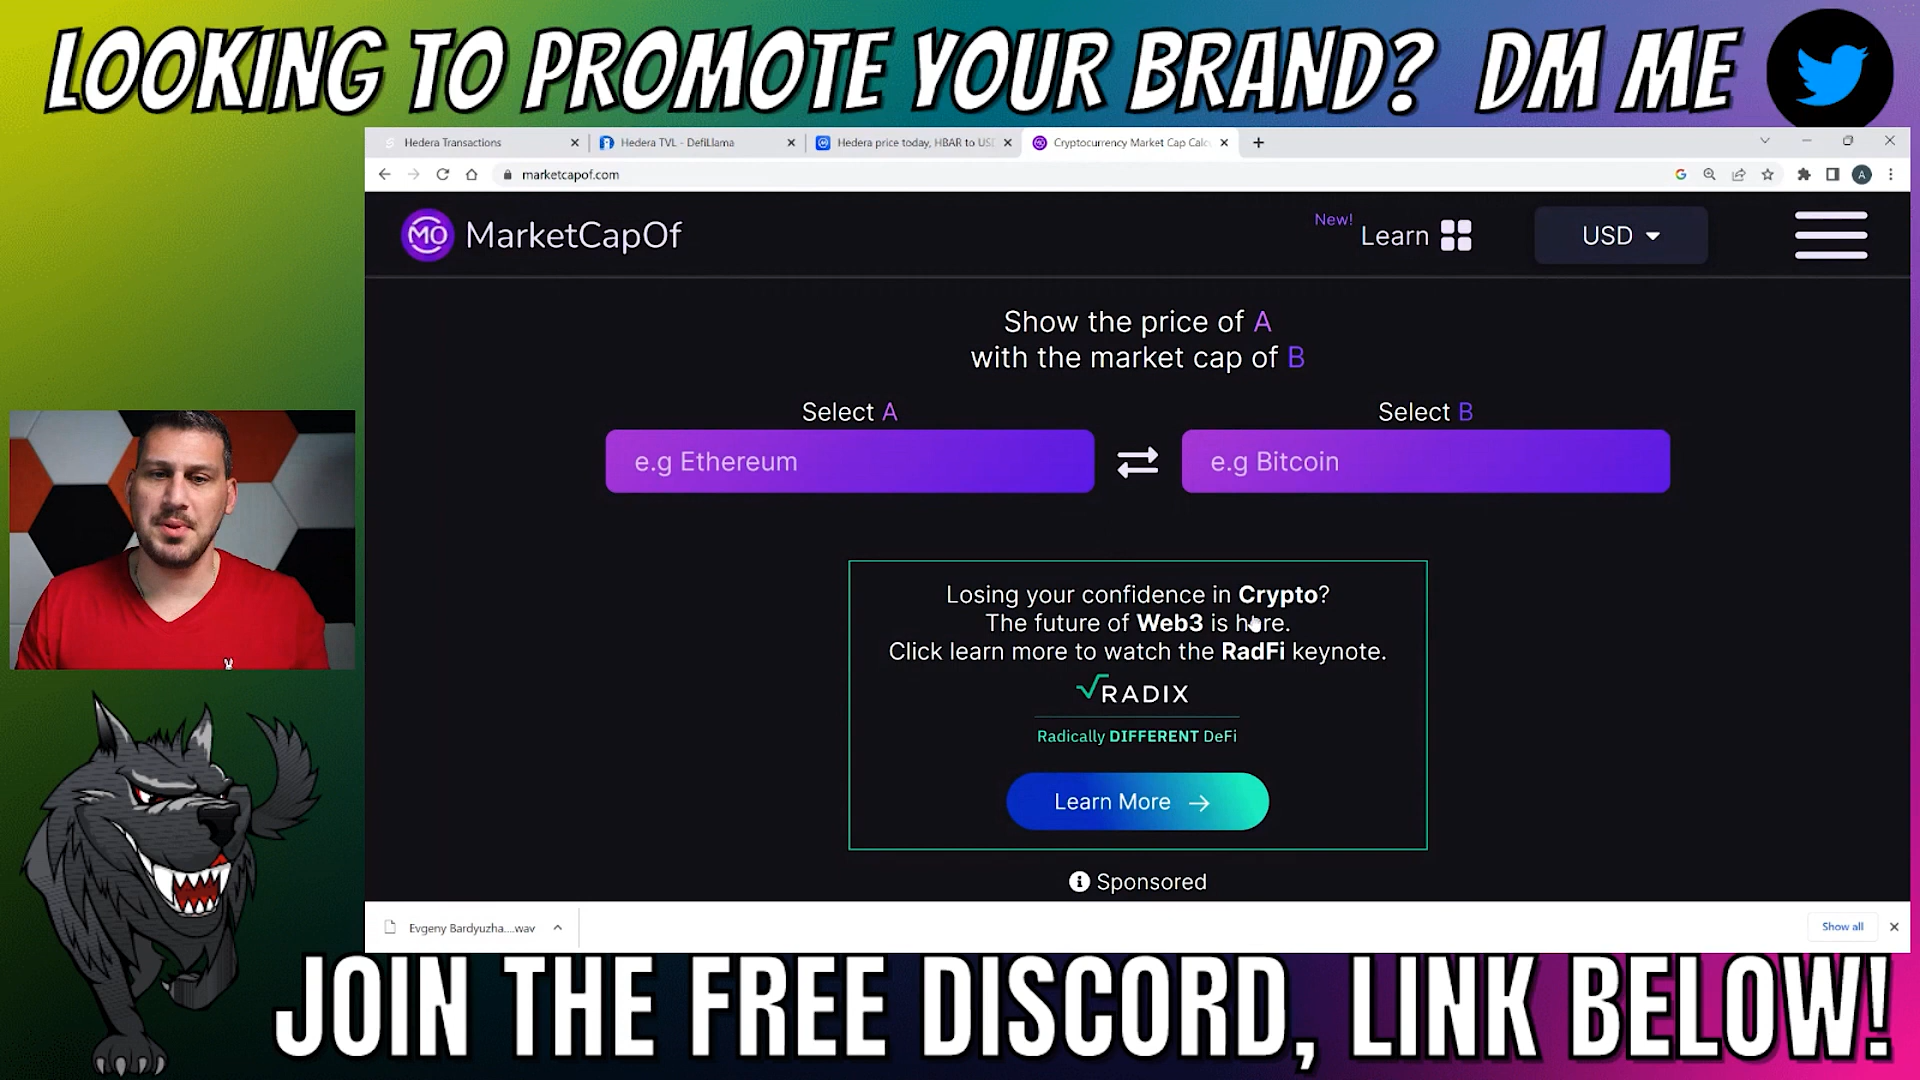 LOOKING TO PROMOTE YOUR BRAND? DM ME
Hedera Transactions
Hedera TVL - DefiLlama
Hedera price today, HBAR to US
Cryptocurrency Market Cap Calc
marketcapof.com
A
MO MarketCapOf
New!
Learn
USD
Show the price of A
with the market cap of B
Select A
Select B
e.g Ethereum
e.g Bitcoin
Losing your confidence in Crypto?
The future of Web3 is here.
Click learn more to watch the RadFi keynote.
RADIX
Radically DIFFERENT DeFi
Learn More →
Sponsored
Evgeny Bardyuzha....wav
Show all
JOIN THE FREE DISCORD, LINK BELOW!